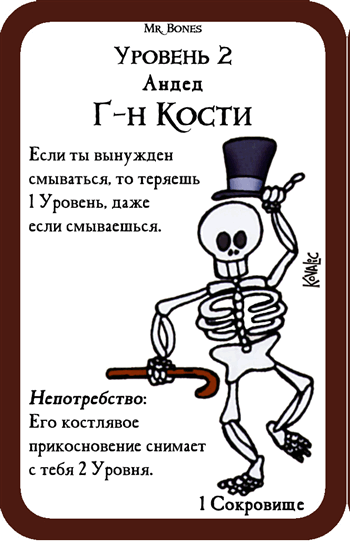 Mr. Bones
Уровень 2
Андед
Г-н Кости
Если ты вынужден
смываться, то теряешь
1 Уровень, даже
если смываешься.
Kovalic
Непотребство:
Его костлявое
прикосновение снимает
с тебя 2 Уровня.
1 Сокровище